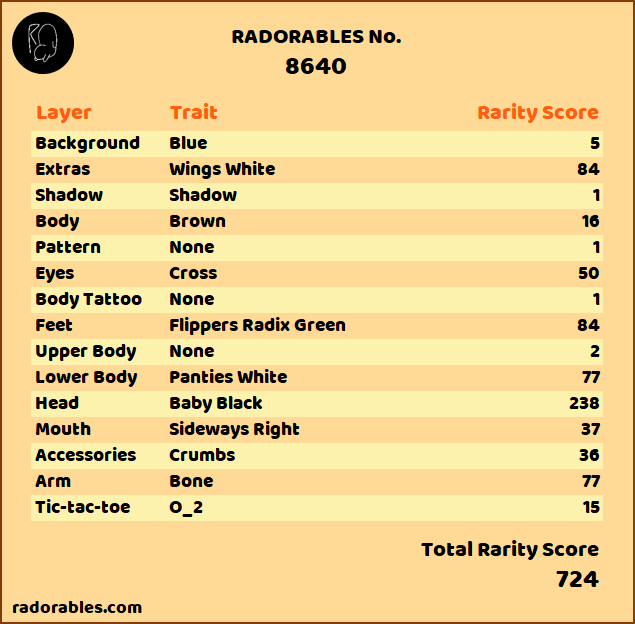 RADORABLES No.
8640
Layer Trait Rarity Score
Background Blue 5
Extras Wings White 84
Shadow Shadow 1
Body Brown 16
Pattern None 1
Eyes Cross 50
Body Tattoo None 1
Feet Flippers Radix Green 84
Upper Body None 2
Lower Body Panties White 77
Head Baby Black 238
Mouth Sideways Right 37
Accessories Crumbs 36
Arm Bone 77
Tic-tac-toe O_2 15
Total Rarity Score
724
radorables.com